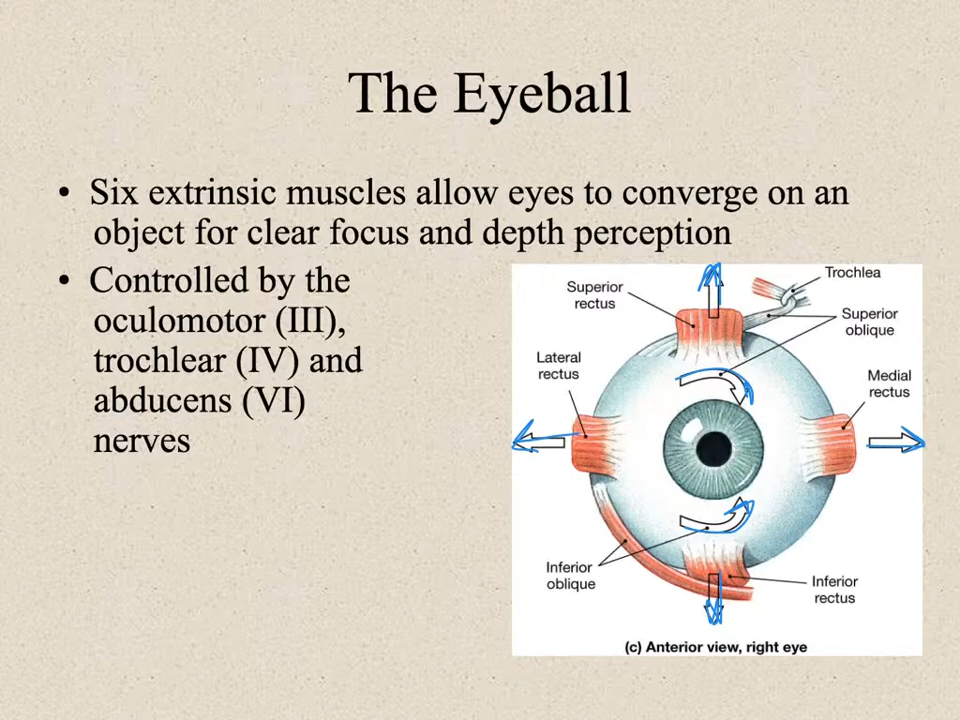 The Eyeball
• Six extrinsic muscles allow eyes to converge on an
object for clear focus and depth perception
• Controlled by the
oculomotor (III),
trochlear (IV) and
abducens (VI)
nerves
Trochlea
Superior
rectus
Superior
oblique
Lateral
rectus
Medial
rectus
Inferior
oblique
Inferior
rectus
(c) Anterior view, right eye